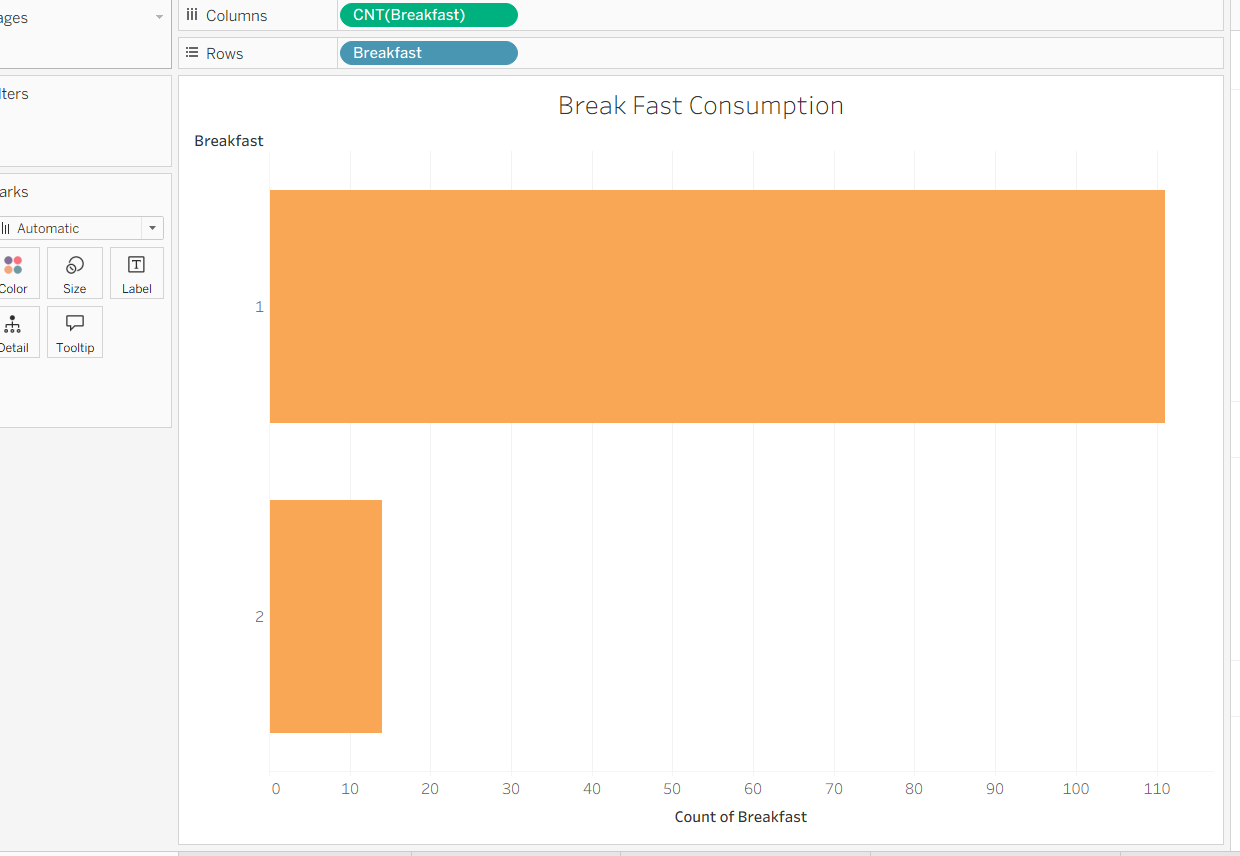 ages
Columns
CNT(Breakfast)
Rows
Breakfast
lters
arks
Automatic
Color
Size
Label
Detail
Tooltip
Break Fast Consumption
Breakfast
1
2
0 10 20 30 40 50 60 70 80 90 100 110
Count of Breakfast